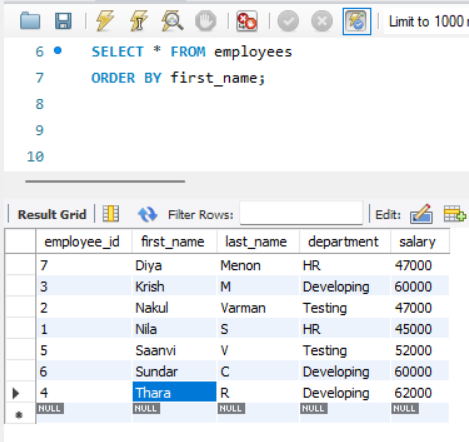 Limit to 1000 r
6 SELECT * FROM employees
7 ORDER BY first_name;
8
9
10
Result Grid Filter Rows: Edit:
employee_id first_name last_name department salary
7 Diya Menon HR 47000
3 Krish M Developing 60000
2 Nakul Varman Testing 47000
1 Nila S HR 45000
5 Saanvi V Testing 52000
6 Sundar C Developing 60000
4 Thara R Developing 62000
NULL NULL NULL NULL NULL